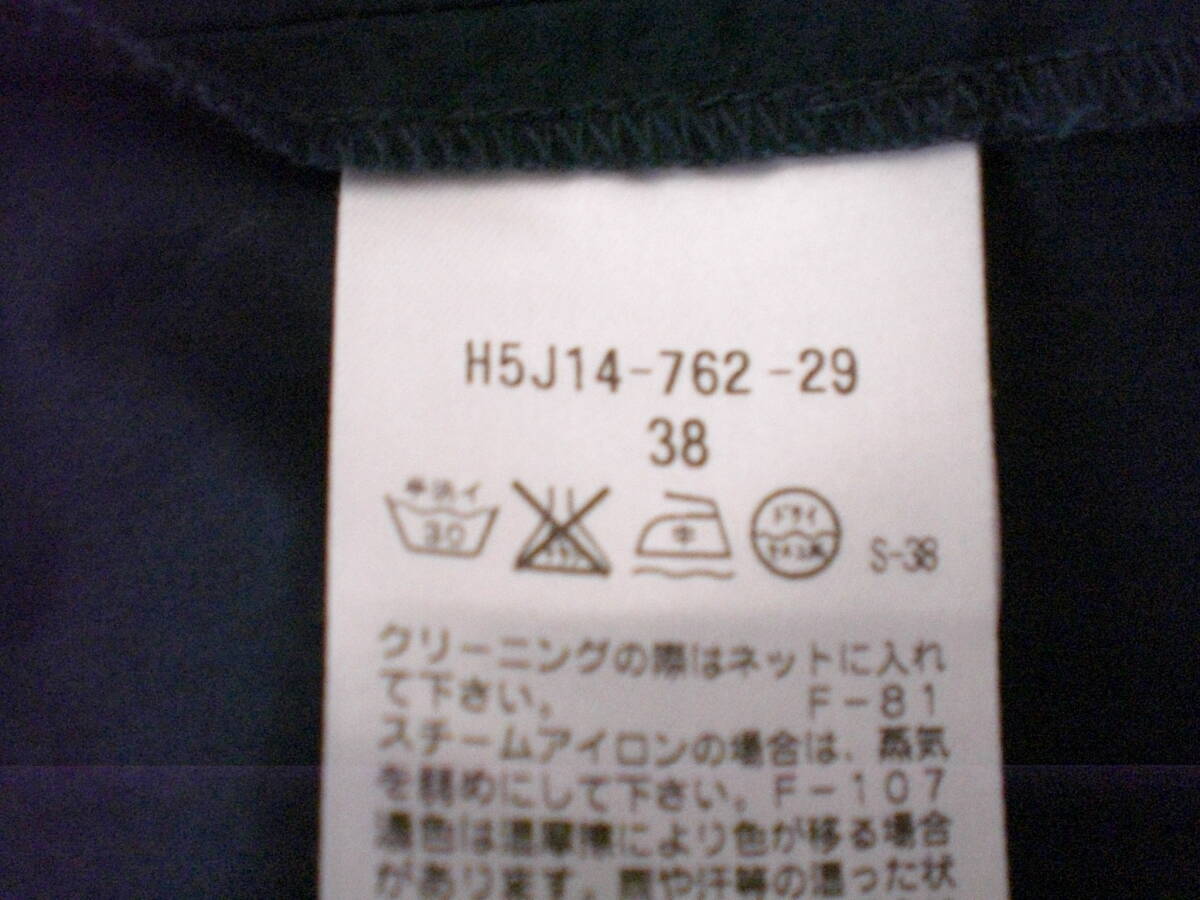 H5J14-762-29
38
手洗イ
30
中
ドライ
S-38
クリーニングの際はネットに入れ
て下さい。 F-81
スチームアイロンの場合は、蒸気
を弱めにして下さい。F-107
濃色は湿摩擦により色が移る場合
があります。雨や汗等の湿った状